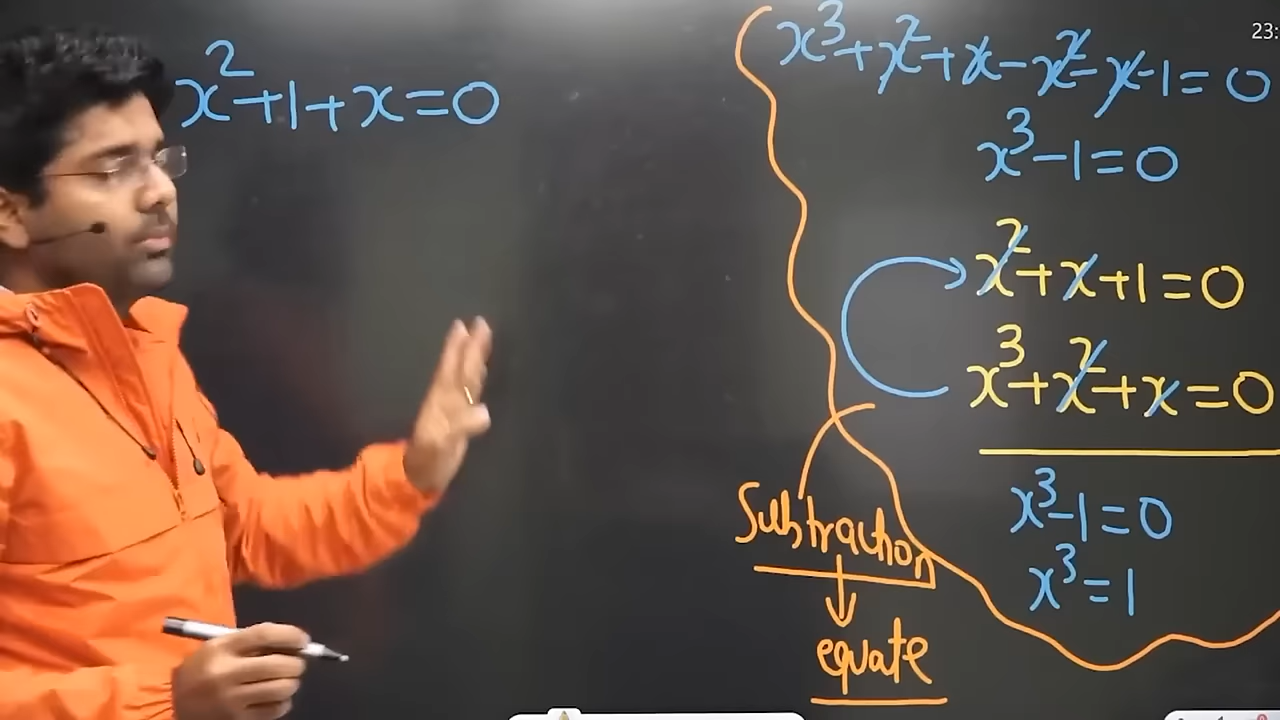 x²+1+x=0
23:
x³+x²+x-x²-x-1=0
x³-1=0
x²+x+1=0
x³+x²+x=0
x³-1=0
x³=1
Subtraction
equate